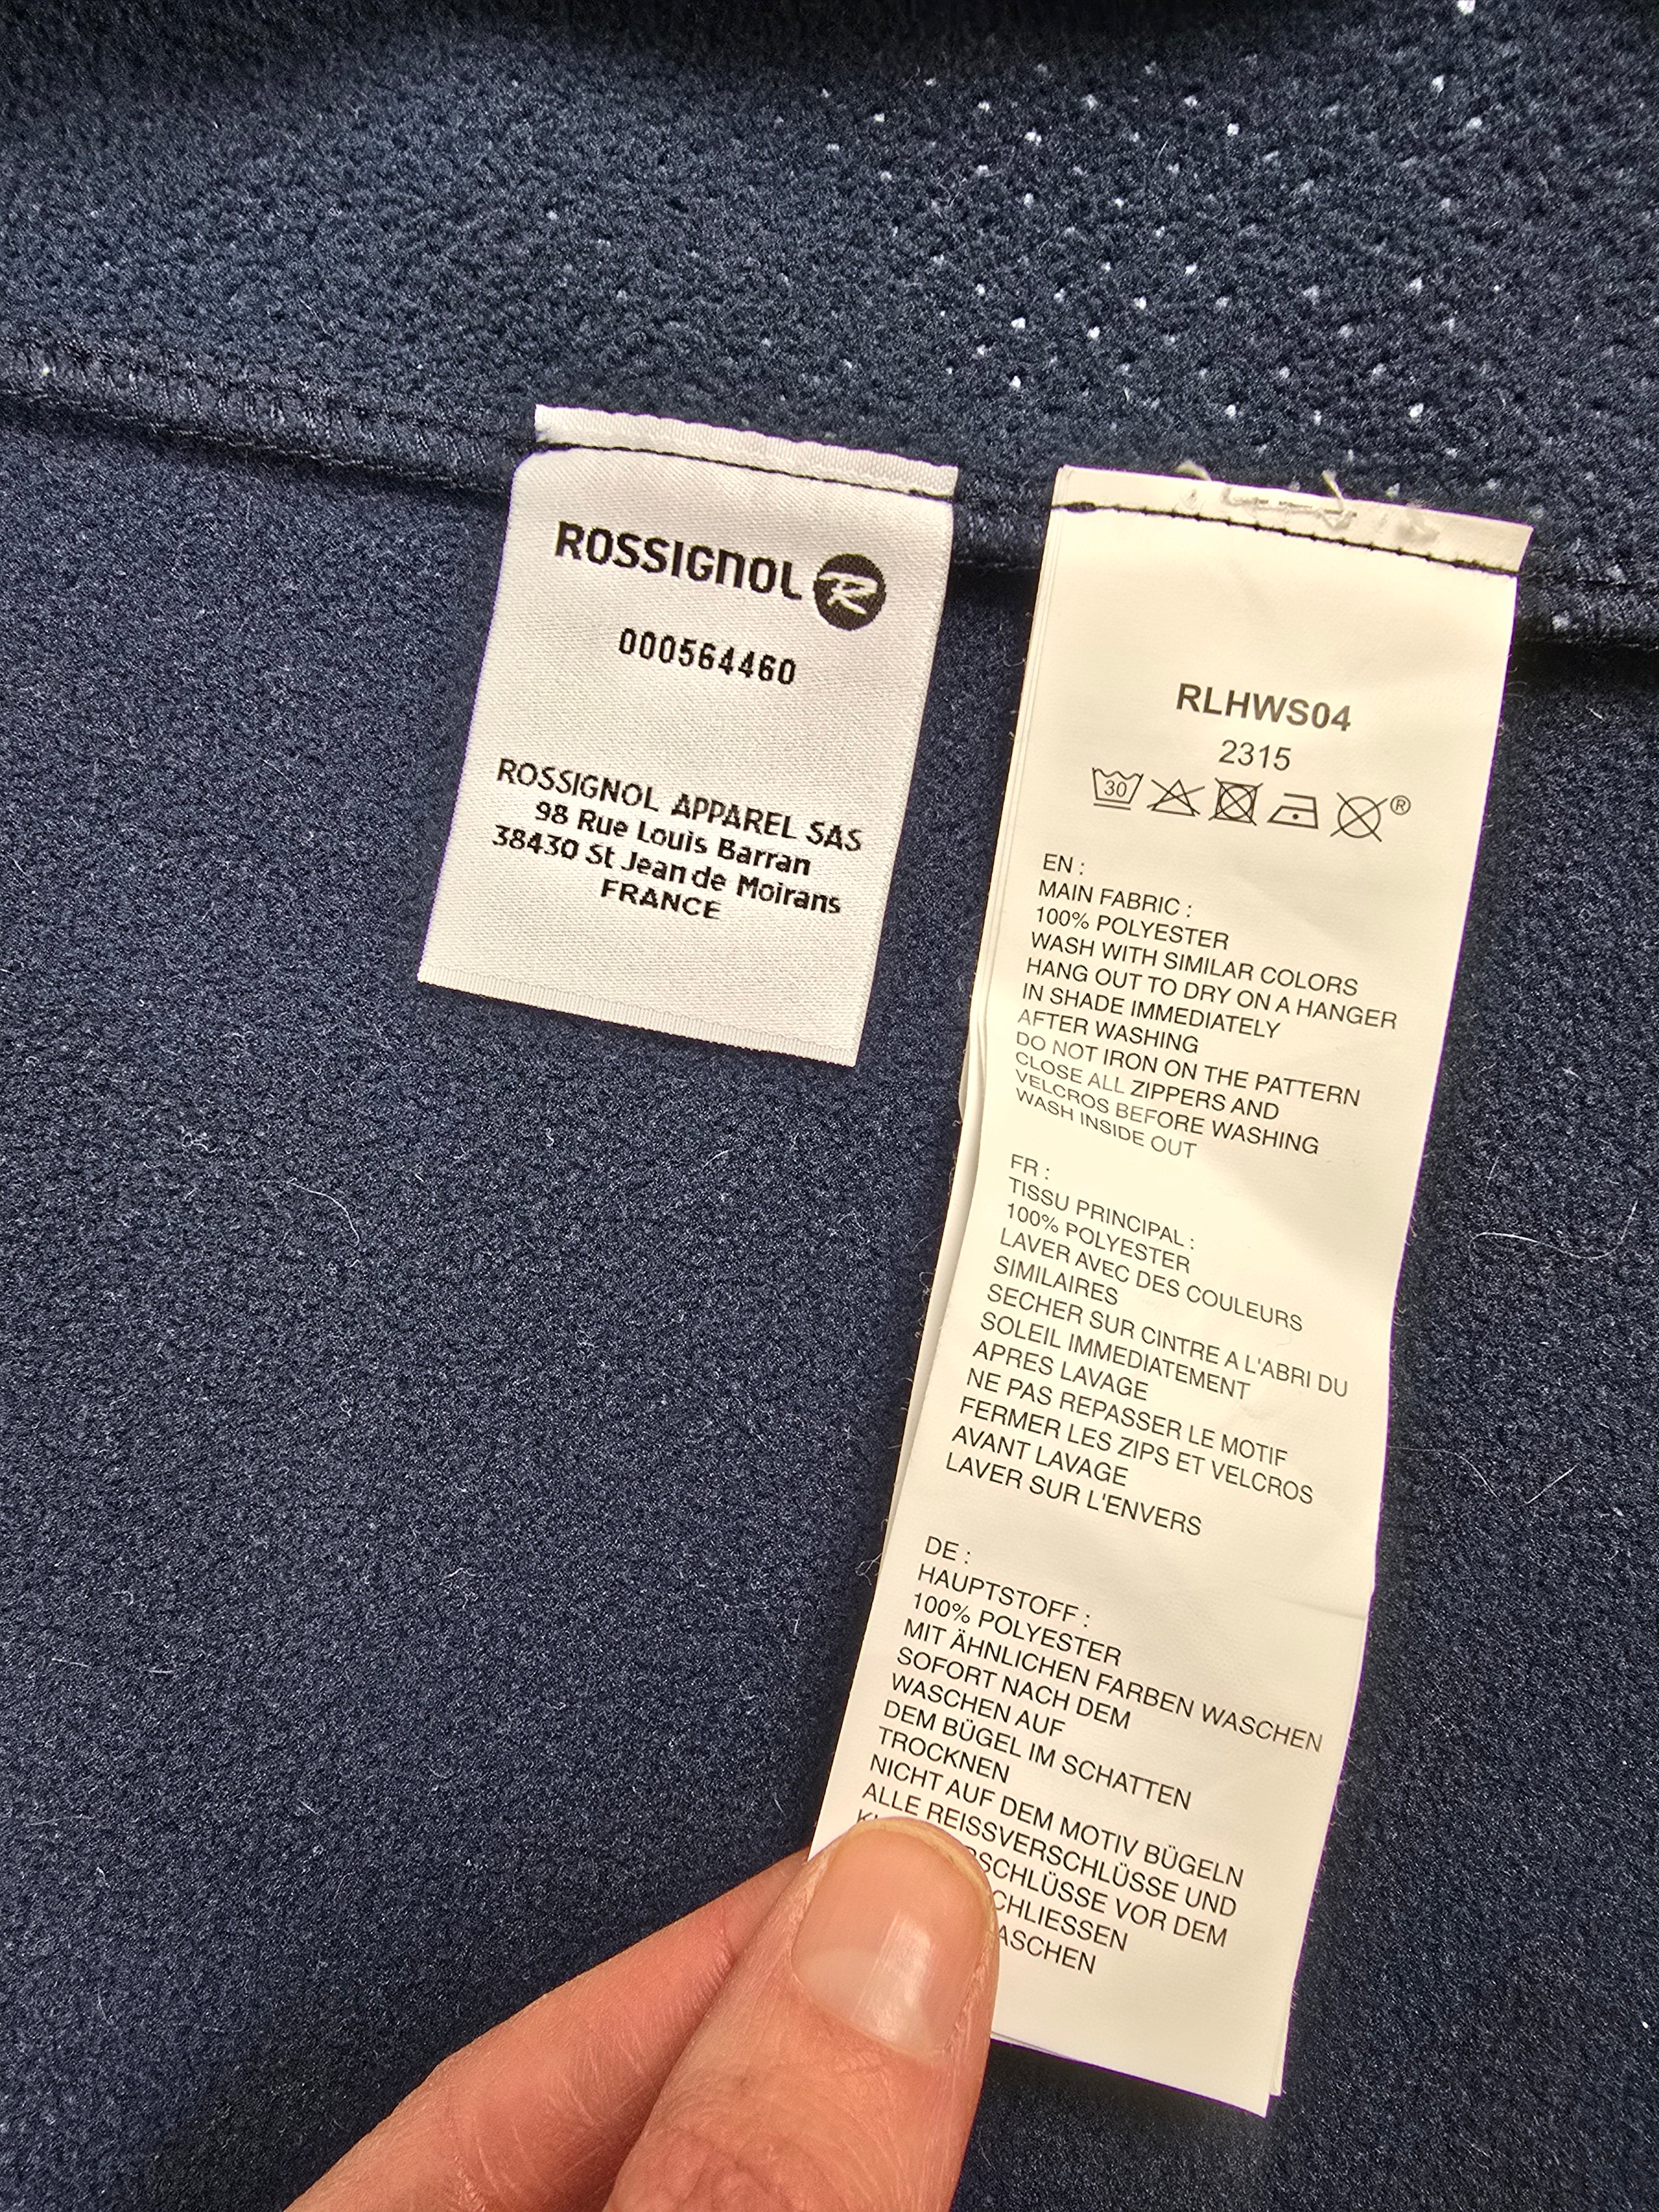 ROSSIGNOL R
000564460
ROSSIGNOL APPAREL SAS
98 Rue Louis Barran
38430 St Jean de Moirans
FRANCE
RLHWS04
2315
30 ®
EN :
MAIN FABRIC :
100% POLYESTER
WASH WITH SIMILAR COLORS
HANG OUT TO DRY ON A HANGER
IN SHADE IMMEDIATELY
AFTER WASHING
DO NOT IRON ON THE PATTERN
CLOSE ALL ZIPPERS AND
VELCROS BEFORE WASHING
WASH INSIDE OUT
FR :
TISSU PRINCIPAL :
100% POLYESTER
LAVER AVEC DES COULEURS
SIMILAIRES
SECHER SUR CINTRE A L'ABRI DU
SOLEIL IMMEDIATEMENT
APRES LAVAGE
NE PAS REPASSER LE MOTIF
FERMER LES ZIPS ET VELCROS
AVANT LAVAGE
LAVER SUR L'ENVERS
DE :
HAUPTSTOFF :
100% POLYESTER
MIT ÄHNLICHEN FARBEN WASCHEN
SOFORT NACH DEM
WASCHEN AUF
DEM BÜGEL IM SCHATTEN
TROCKNEN
NICHT AUF DEM MOTIV BÜGELN
ALLE REISSVERSCHLÜSSE UND
SCHLÜSSE VOR DEM
CHLIESSEN
ASCHEN